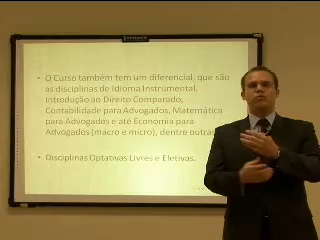 O Curso também tem um diferencial, que são
as disciplinas de Idioma Instrumental,
Introdução ao Direito Comparado,
Contabilidade para Advogados, Matemática
para Advogados e até Economia para
Advogados (macro e micro), dentre outras.
Disciplinas Optativas Livres e Eletivas.